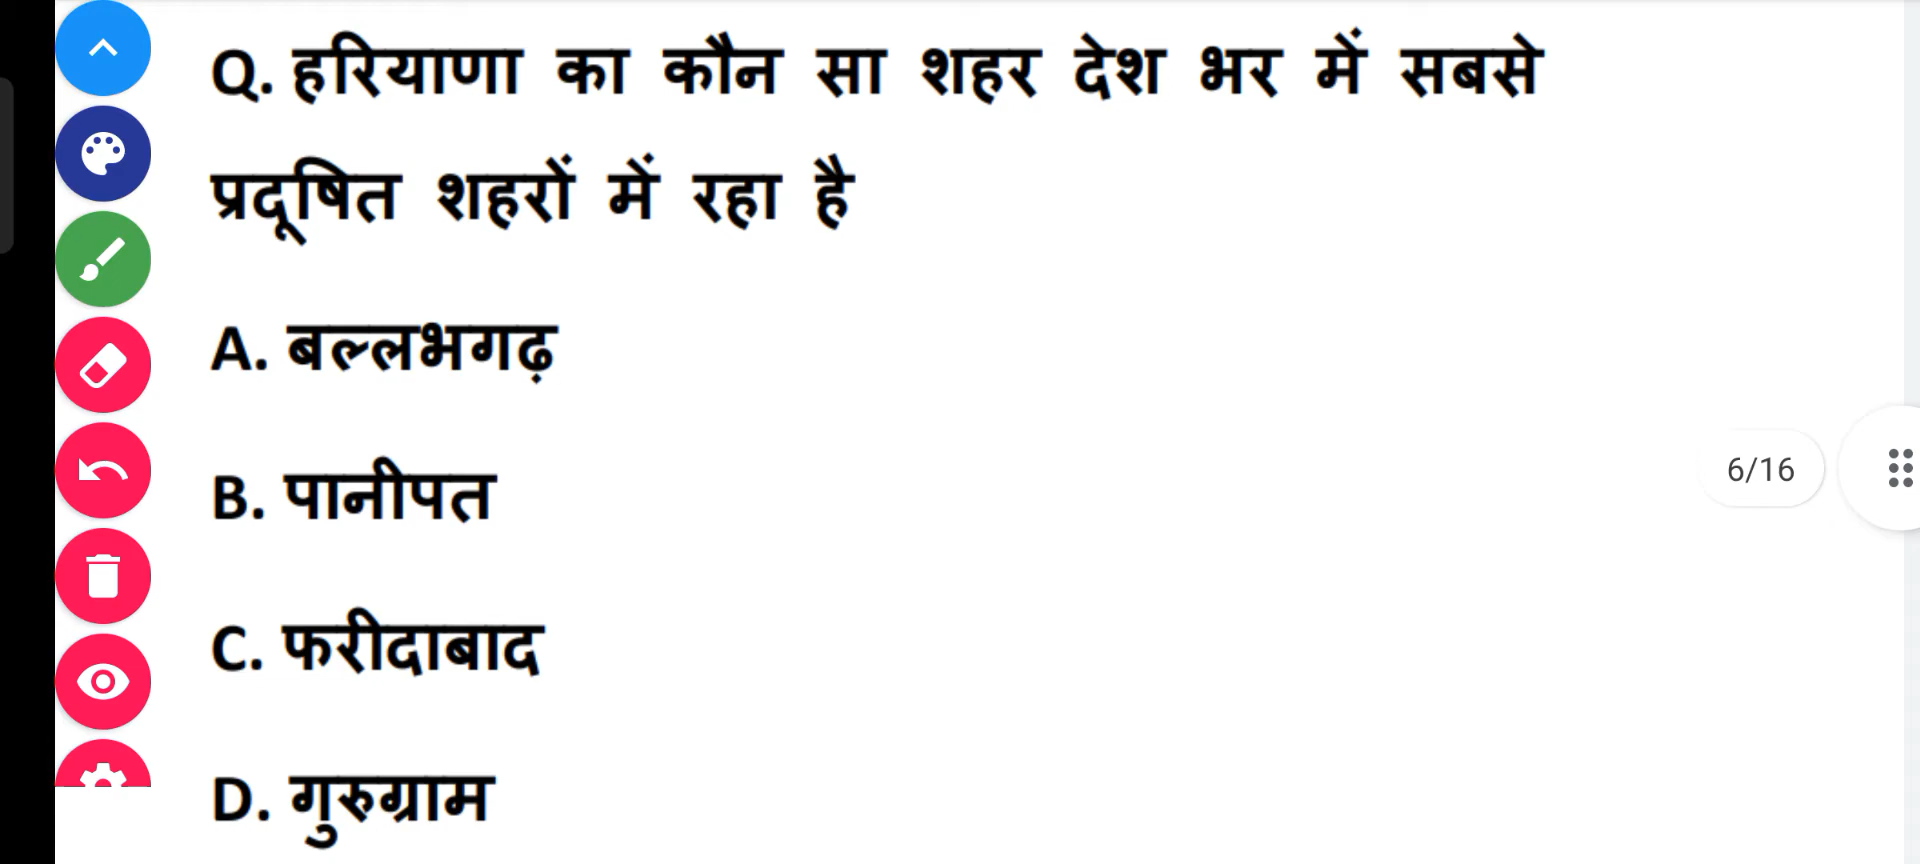 Q. हरियाणा का कौन सा शहर देश भर में सबसे
प्रदूषित शहरों में रहा है
A. बल्लभगढ़
B. पानीपत
6/16
C. फरीदाबाद
D. गुरुग्राम